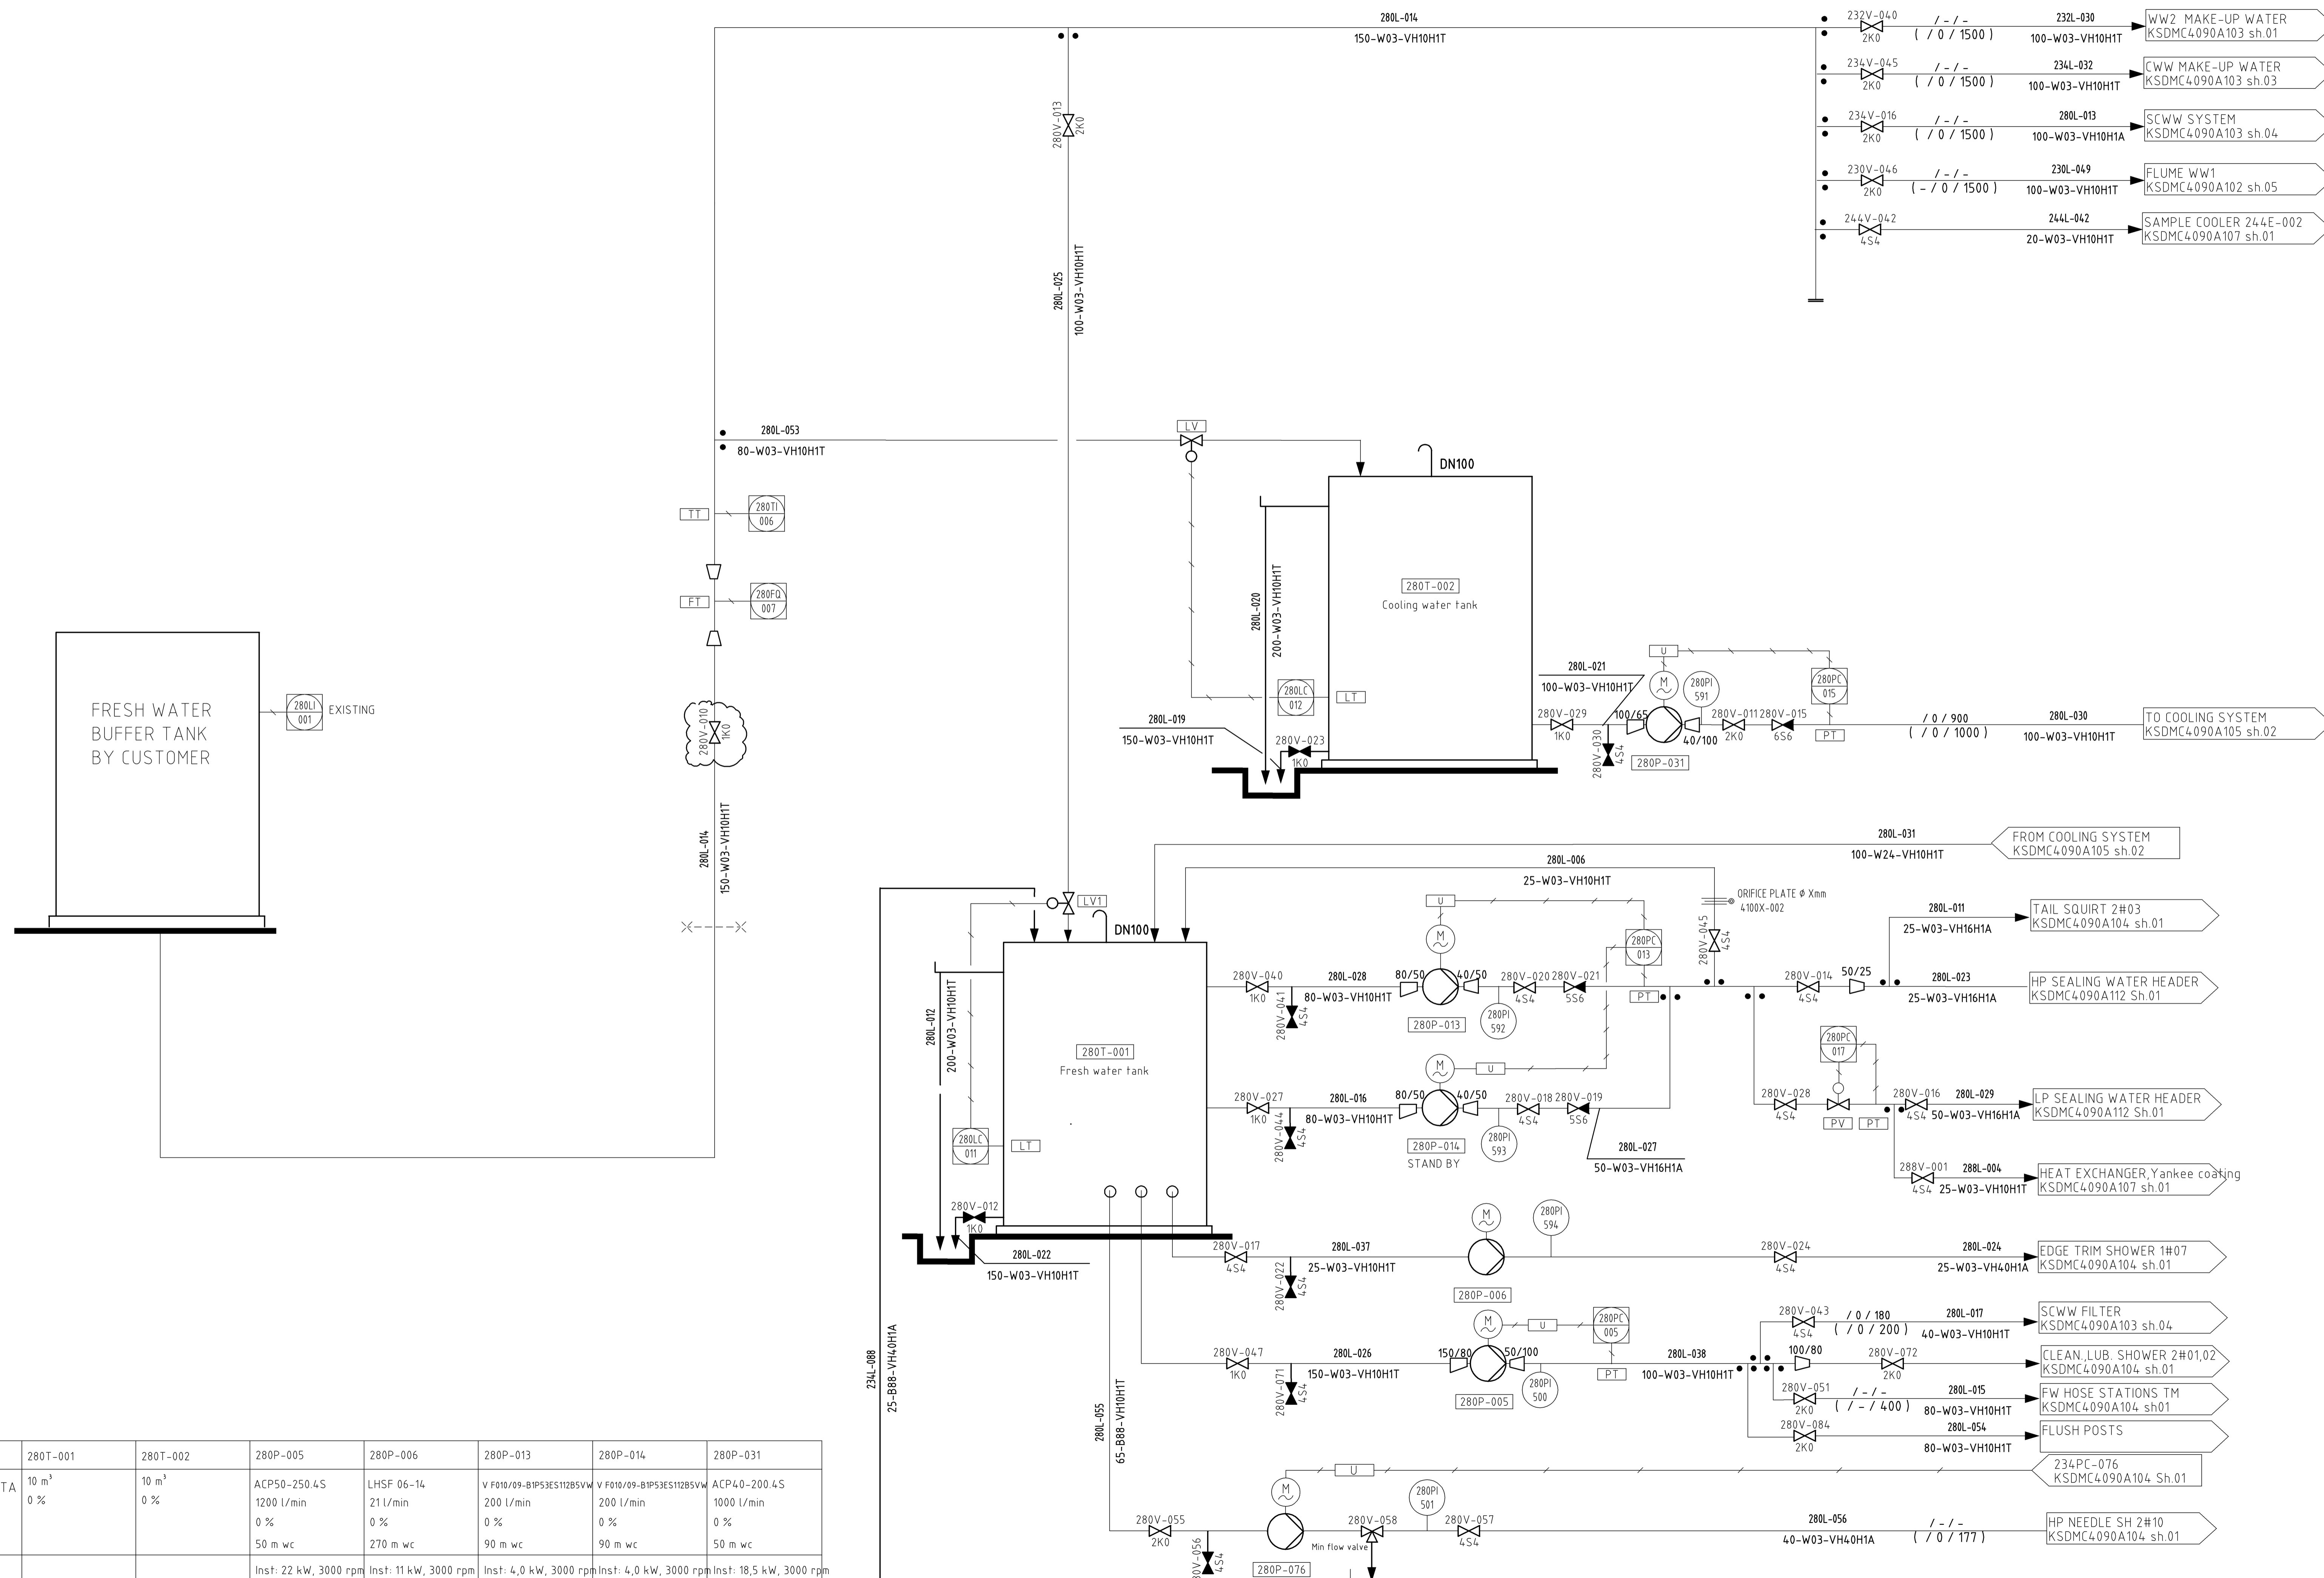 280L-014
150-W03-VH10H1T
232V-040
2K0
/ - / -
( / 0 / 1500 )
232L-030
100-W03-VH10H1T
WW2 MAKE-UP WATER
KSDMC4090A103 sh.01
234V-045
2K0
/ - / -
( / 0 / 1500 )
234L-032
100-W03-VH10H1T
CWW MAKE-UP WATER
KSDMC4090A103 sh.03
234V-016
2K0
/ - / -
( / 0 / 1500 )
280L-013
100-W03-VH10H1A
SCWW SYSTEM
KSDMC4090A103 sh.04
230V-046
2K0
/ - / -
( - / 0 / 1500 )
230L-049
100-W03-VH10H1T
FLUME WW1
KSDMC4090A102 sh.05
244V-042
4S4
244L-042
20-W03-VH10H1T
SAMPLE COOLER 244E-002
KSDMC4090A107 sh.01
280V-013
2K0
280L-025
100-W03-VH10H1T
280L-053
80-W03-VH10H1T
LV
DN100
TT
280TI
006
FT
280FQ
007
280T-002
Cooling water tank
280L-020
200-W03-VH10H1T
280LC
012
LT
280L-019
150-W03-VH10H1T
280V-023
1K0
280L-021
100-W03-VH10H1T
280V-029
1K0
280V-030
4S4
100/65
U
M
280PI
591
40/100
280P-031
280V-011
2K0
280V-015
6S6
280PC
015
PT
/ 0 / 900
( / 0 / 1000 )
280L-030
100-W03-VH10H1T
TO COOLING SYSTEM
KSDMC4090A105 sh.02
FRESH WATER
BUFFER TANK
BY CUSTOMER
280LI
001
EXISTING
280V-010
1K0
280L-014
150-W03-VH10H1T
280L-031
100-W24-VH10H1T
FROM COOLING SYSTEM
KSDMC4090A105 sh.02
280L-006
25-W03-VH10H1T
ORIFICE PLATE Ø Xmm
4100X-002
280V-045
4S4
LV1
DN100
280L-012
200-W03-VH10H1T
280T-001
Fresh water tank
280LC
011
LT
280V-012
1K0
280L-022
150-W03-VH10H1T
280V-040
1K0
280V-041
4S4
280L-028
80-W03-VH10H1T
80/50
U
M
40/50
280P-013
280PI
592
280V-020
4S4
280V-021
5S6
280PC
013
PT
280V-014
4S4
50/25
280L-011
25-W03-VH16H1A
TAIL SQUIRT 2#03
KSDMC4090A104 sh.01
280L-023
25-W03-VH16H1A
HP SEALING WATER HEADER
KSDMC4090A112 Sh.01
280V-027
1K0
280V-044
4S4
280L-016
80-W03-VH10H1T
80/50
M
U
40/50
280P-014
STAND BY
280PI
593
280V-018
4S4
280V-019
5S6
280L-027
50-W03-VH16H1A
280PC
017
280V-028
4S4
PV
PT
280V-016
4S4
280L-029
50-W03-VH16H1A
LP SEALING WATER HEADER
KSDMC4090A112 Sh.01
288V-001
4S4
288L-004
25-W03-VH10H1T
HEAT EXCHANGER,Yankee coating
KSDMC4090A107 sh.01
280V-017
4S4
280V-022
4S4
280L-037
25-W03-VH10H1T
M
280P-006
280PI
594
280V-024
4S4
280L-024
25-W03-VH40H1A
EDGE TRIM SHOWER 1#07
KSDMC4090A104 sh.01
280V-047
1K0
280V-071
4S4
280L-026
150-W03-VH10H1T
150/80
M
U
50/100
280P-005
280PI
500
280PC
005
PT
280L-038
100-W03-VH10H1T
280V-043
4S4
/ 0 / 180
( / 0 / 200 )
280L-017
40-W03-VH10H1T
SCWW FILTER
KSDMC4090A103 sh.04
100/80
280V-072
2K0
CLEAN.,LUB. SHOWER 2#01,02
KSDMC4090A104 sh.01
280V-051
2K0
/ - / -
( / - / 400 )
280L-015
80-W03-VH10H1T
FW HOSE STATIONS TM
KSDMC4090A104 sh01
280V-084
2K0
280L-054
80-W03-VH10H1T
FLUSH POSTS
234PC-076
KSDMC4090A104 Sh.01
234L-088
25-B88-VH40H1A
280L-055
65-B88-VH10H1T
280V-055
2K0
80V-056
4S4
M
U
280P-076
280V-058
Min flow valve
280PI
501
280V-057
4S4
280L-056
40-W03-VH40H1A
/ - / -
( / 0 / 177 )
HP NEEDLE SH 2#10
KSDMC4090A104 sh.01
280T-001 280T-002 280P-005 280P-006 280P-013 280P-014 280P-031
TA 10 m³ 10 m³ ACP50-250.4S LHSF 06-14 V F010/09-B1P53ES112B5VW V F010/09-B1P53ES112B5VW ACP40-200.4S
0 % 0 % 1200 l/min 21 l/min 200 l/min 200 l/min 1000 l/min
0 % 0 % 0 % 0 % 0 %
50 m wc 270 m wc 90 m wc 90 m wc 50 m wc
Inst: 22 kW, 3000 rpm Inst: 11 kW, 3000 rpm Inst: 4,0 kW, 3000 rpm Inst: 4,0 kW, 3000 rpm Inst: 18,5 kW, 3000 rpm